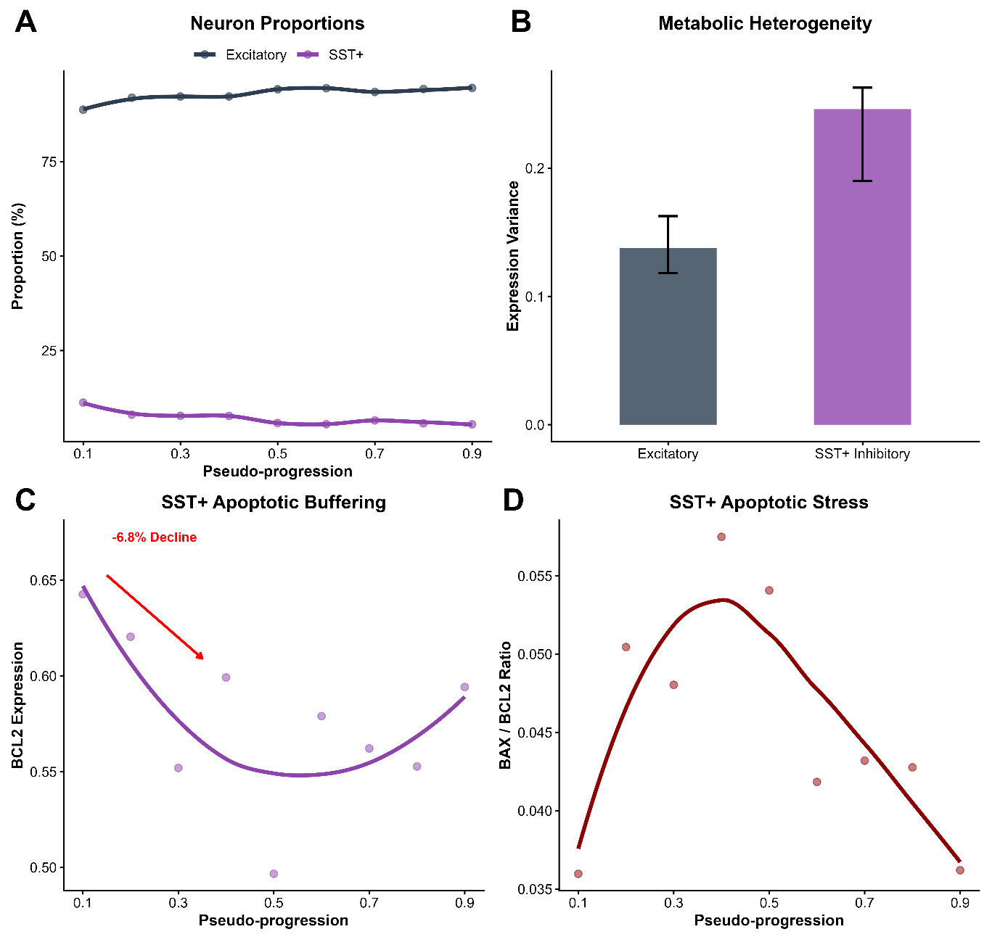 A
Neuron Proportions
Excitatory
SST+
Proportion (%)
75
50
25
0.1
0.3
0.5
0.7
0.9
Pseudo-progression
B
Metabolic Heterogeneity
Expression Variance
0.2
0.1
0.0
Excitatory
SST+ Inhibitory
C
SST+ Apoptotic Buffering
-6.8% Decline
BCL2 Expression
0.65
0.60
0.55
0.50
0.1
0.3
0.5
0.7
0.9
Pseudo-progression
D
SST+ Apoptotic Stress
BAX / BCL2 Ratio
0.055
0.050
0.045
0.040
0.035
0.1
0.3
0.5
0.7
0.9
Pseudo-progression